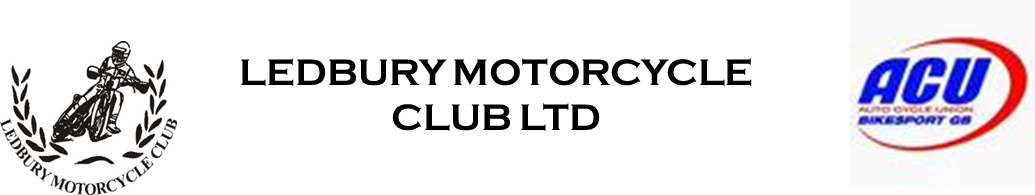 LEDBURY MOTORCYCLE CLUB
LEDBURY MOTORCYCLE
CLUB LTD
ACU
AUTO CYCLE UNION
BIKESPORT GB